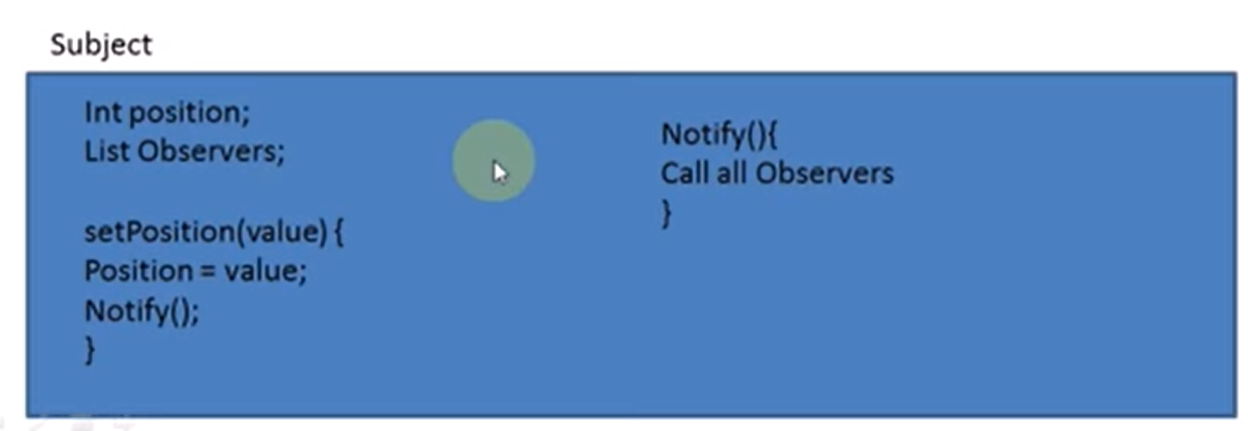 Subject
Int position;
List Observers;
setPosition(value) {
Position = value;
Notify();
}
Notify(){
Call all Observers
}